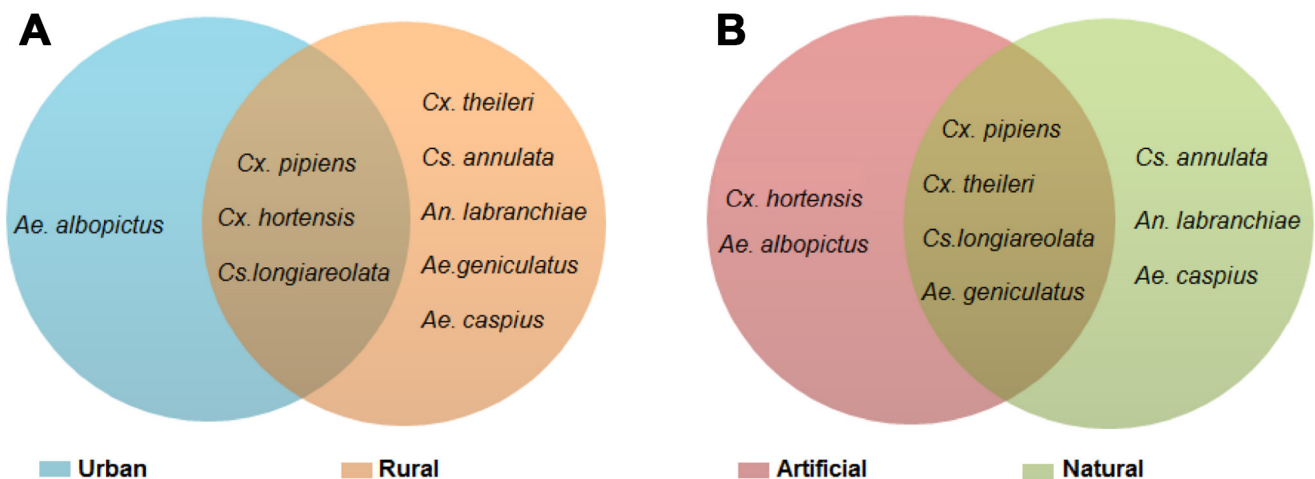 A
Ae. albopictus
Cx. pipiens
Cx. hortensis
Cs.longiareolata
Cx. theileri
Cs. annulata
An. labranchiae
Ae.geniculatus
Ae. caspius
Urban
Rural
B
Cx. hortensis
Ae. albopictus
Cx. pipiens
Cx. theileri
Cs.longiareolata
Ae. geniculatus
Cs. annulata
An. labranchiae
Ae. caspius
Artificial
Natural